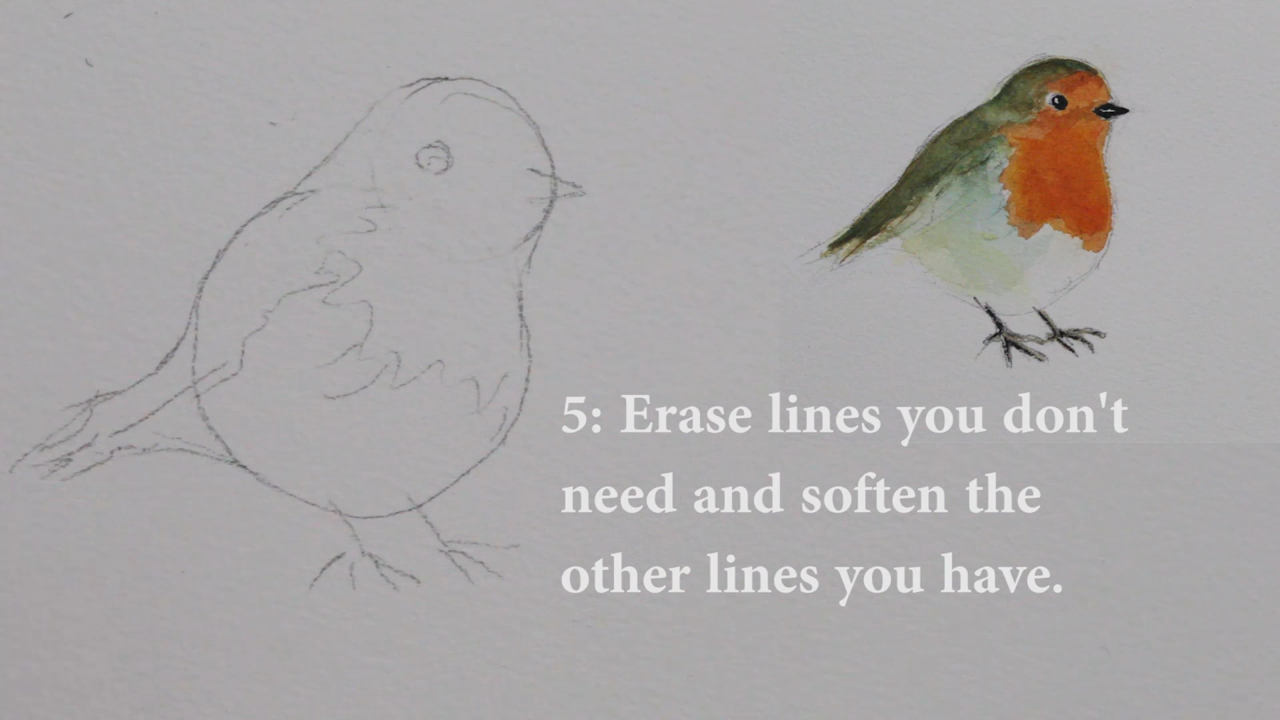 5: Erase lines you don't
need and soften the
other lines you have.